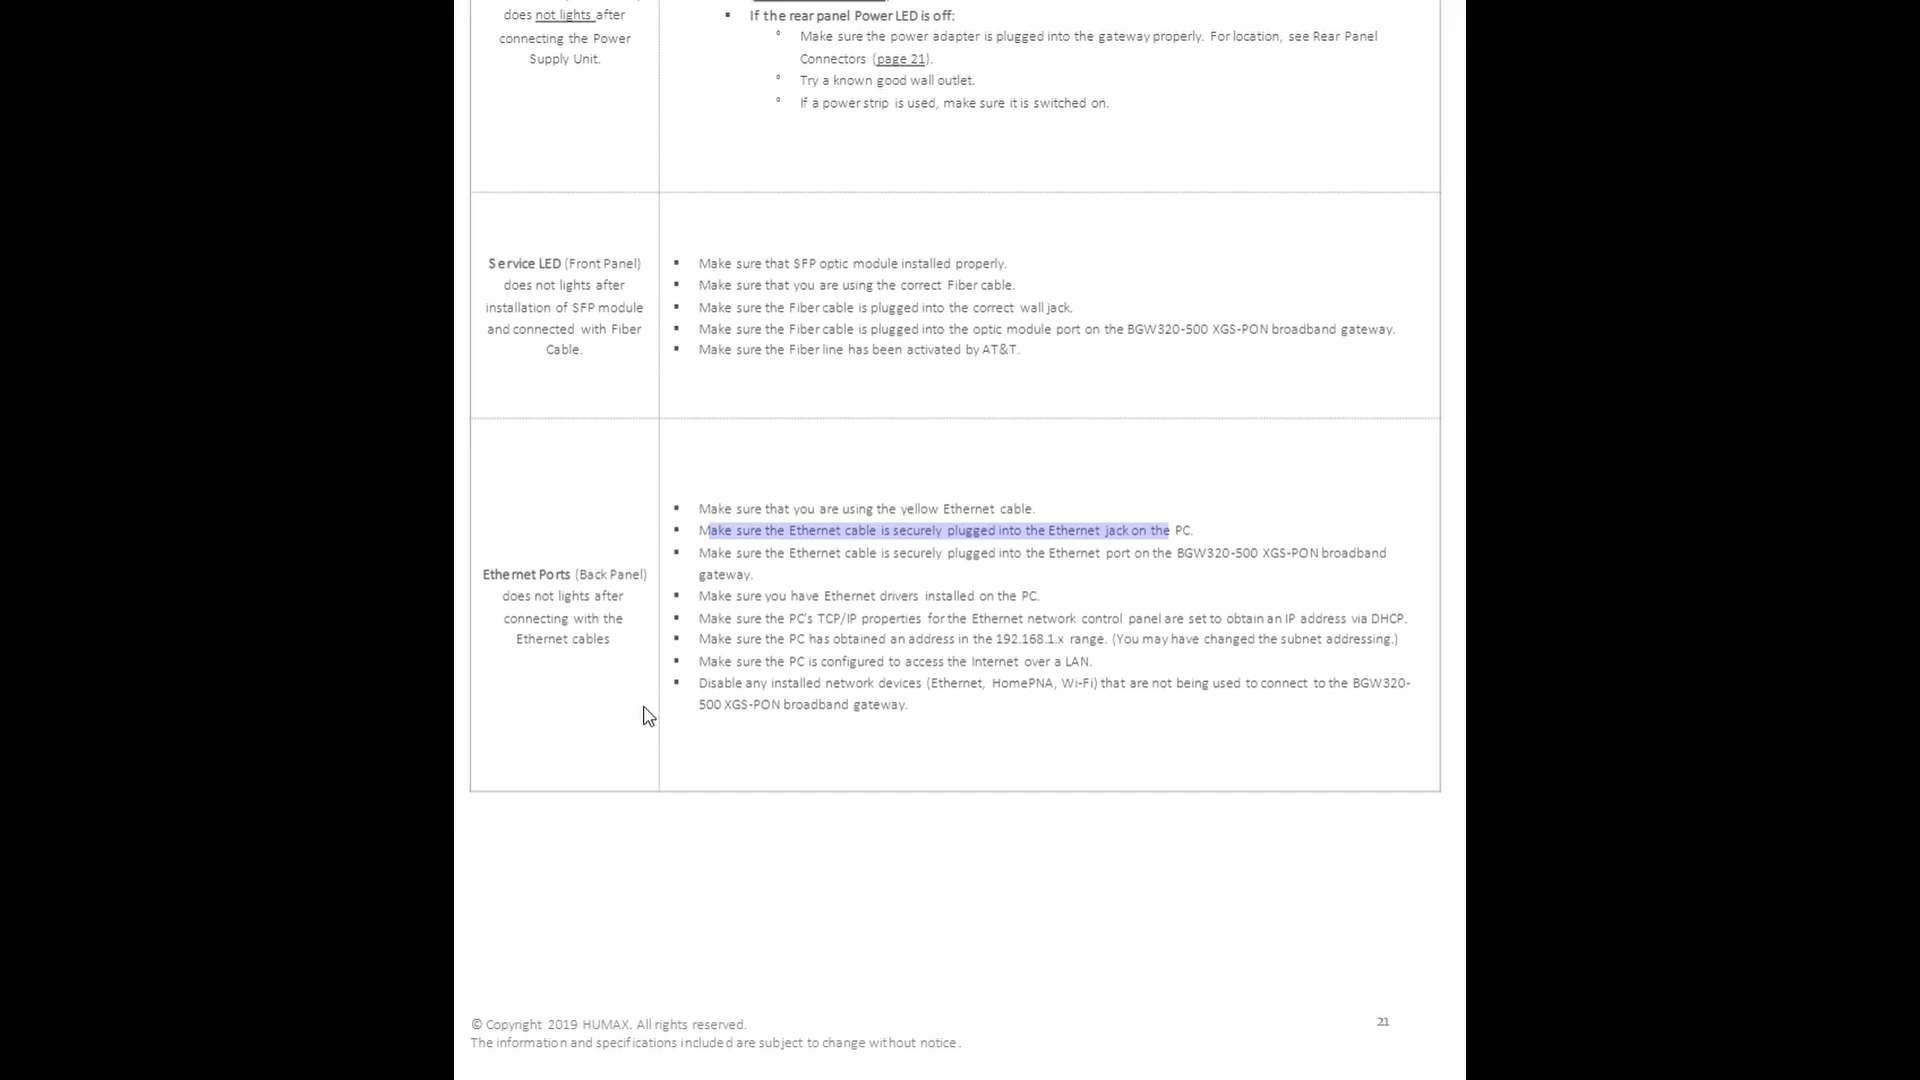 does not lights after
connecting the Power
Supply Unit.
▪ If the rear panel Power LED is off:
° Make sure the power adapter is plugged into the gateway properly. For location, see Rear Panel
Connectors (page 21).
° Try a known good wall outlet.
° If a power strip is used, make sure it is switched on.
Service LED (Front Panel)
does not lights after
installation of SFP module
and connected with Fiber
Cable.
▪ Make sure that SFP optic module installed properly.
▪ Make sure that you are using the correct Fiber cable.
▪ Make sure the Fiber cable is plugged into the correct wall jack.
▪ Make sure the Fiber cable is plugged into the optic module port on the BGW320-500 XGS-PON broadband gateway.
▪ Make sure the Fiber line has been activated by AT&T.
Ethernet Ports (Back Panel)
does not lights after
connecting with the
Ethernet cables
▪ Make sure that you are using the yellow Ethernet cable.
▪ Make sure the Ethernet cable is securely plugged into the Ethernet jack on the PC.
▪ Make sure the Ethernet cable is securely plugged into the Ethernet port on the BGW320-500 XGS-PON broadband
gateway.
▪ Make sure you have Ethernet drivers installed on the PC.
▪ Make sure the PC's TCP/IP properties for the Ethernet network control panel are set to obtain an IP address via DHCP.
▪ Make sure the PC has obtained an address in the 192.168.1.x range. (You may have changed the subnet addressing.)
▪ Make sure the PC is configured to access the Internet over a LAN.
▪ Disable any installed network devices (Ethernet, HomePNA, Wi-Fi) that are not being used to connect to the BGW320-
500 XGS-PON broadband gateway.
© Copyright 2019 HUMAX. All rights reserved.
21
The information and specifications included are subject to change without notice.